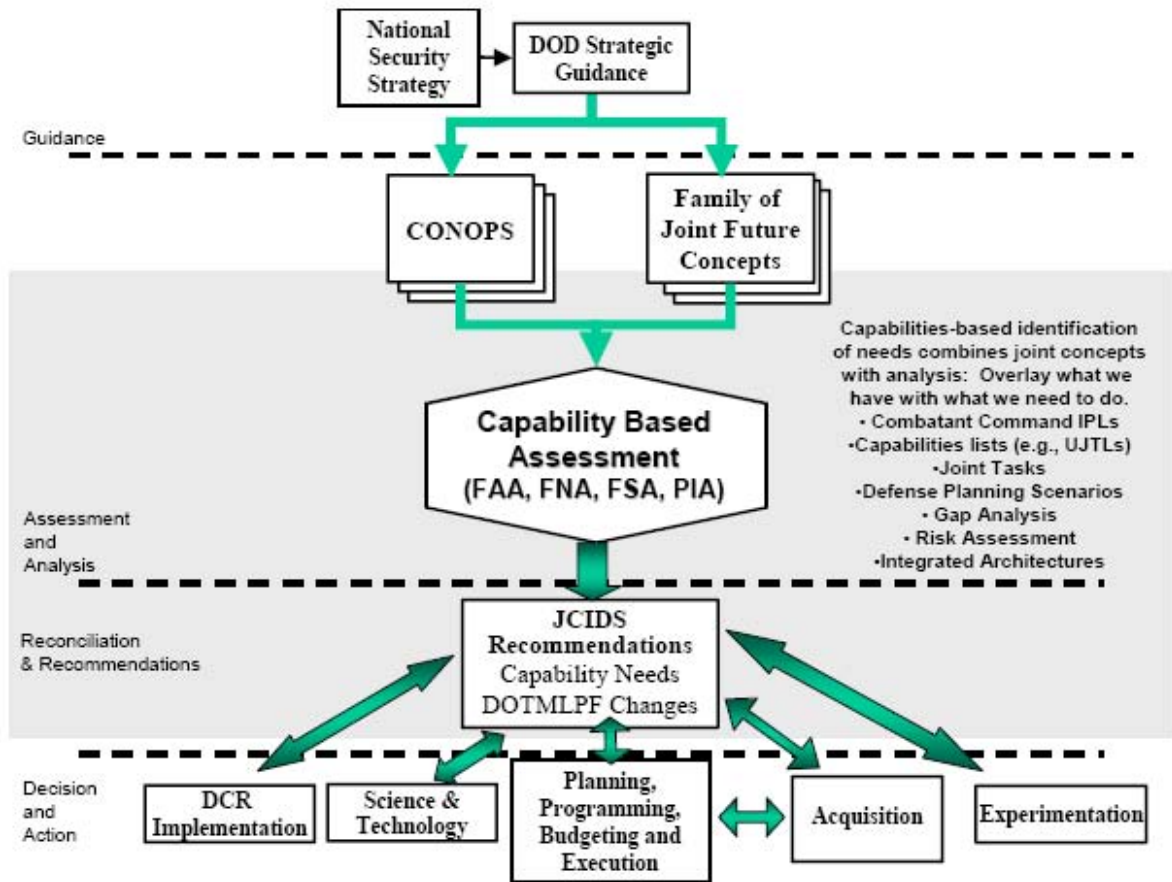 National
Security
Strategy
DOD Strategic
Guidance
Guidance
CONOPS
Family of
Joint Future
Concepts
Capabilities-based identification
of needs combines joint concepts
with analysis: Overlay what we
have with what we need to do.
• Combatant Command IPLs
•Capabilities lists (e.g., UJTLs)
•Joint Tasks
•Defense Planning Scenarios
• Gap Analysis
• Risk Assessment
•Integrated Architectures
Capability Based
Assessment
(FAA, FNA, FSA, PIA)
Assessment
and
Analysis
JCIDS
Recommendations
Capability Needs
DOTMLPF Changes
Reconciliation
& Recommendations
Decision
and
Action
DCR
Implementation
Science &
Technology
Planning,
Programming,
Budgeting and
Execution
Acquisition
Experimentation